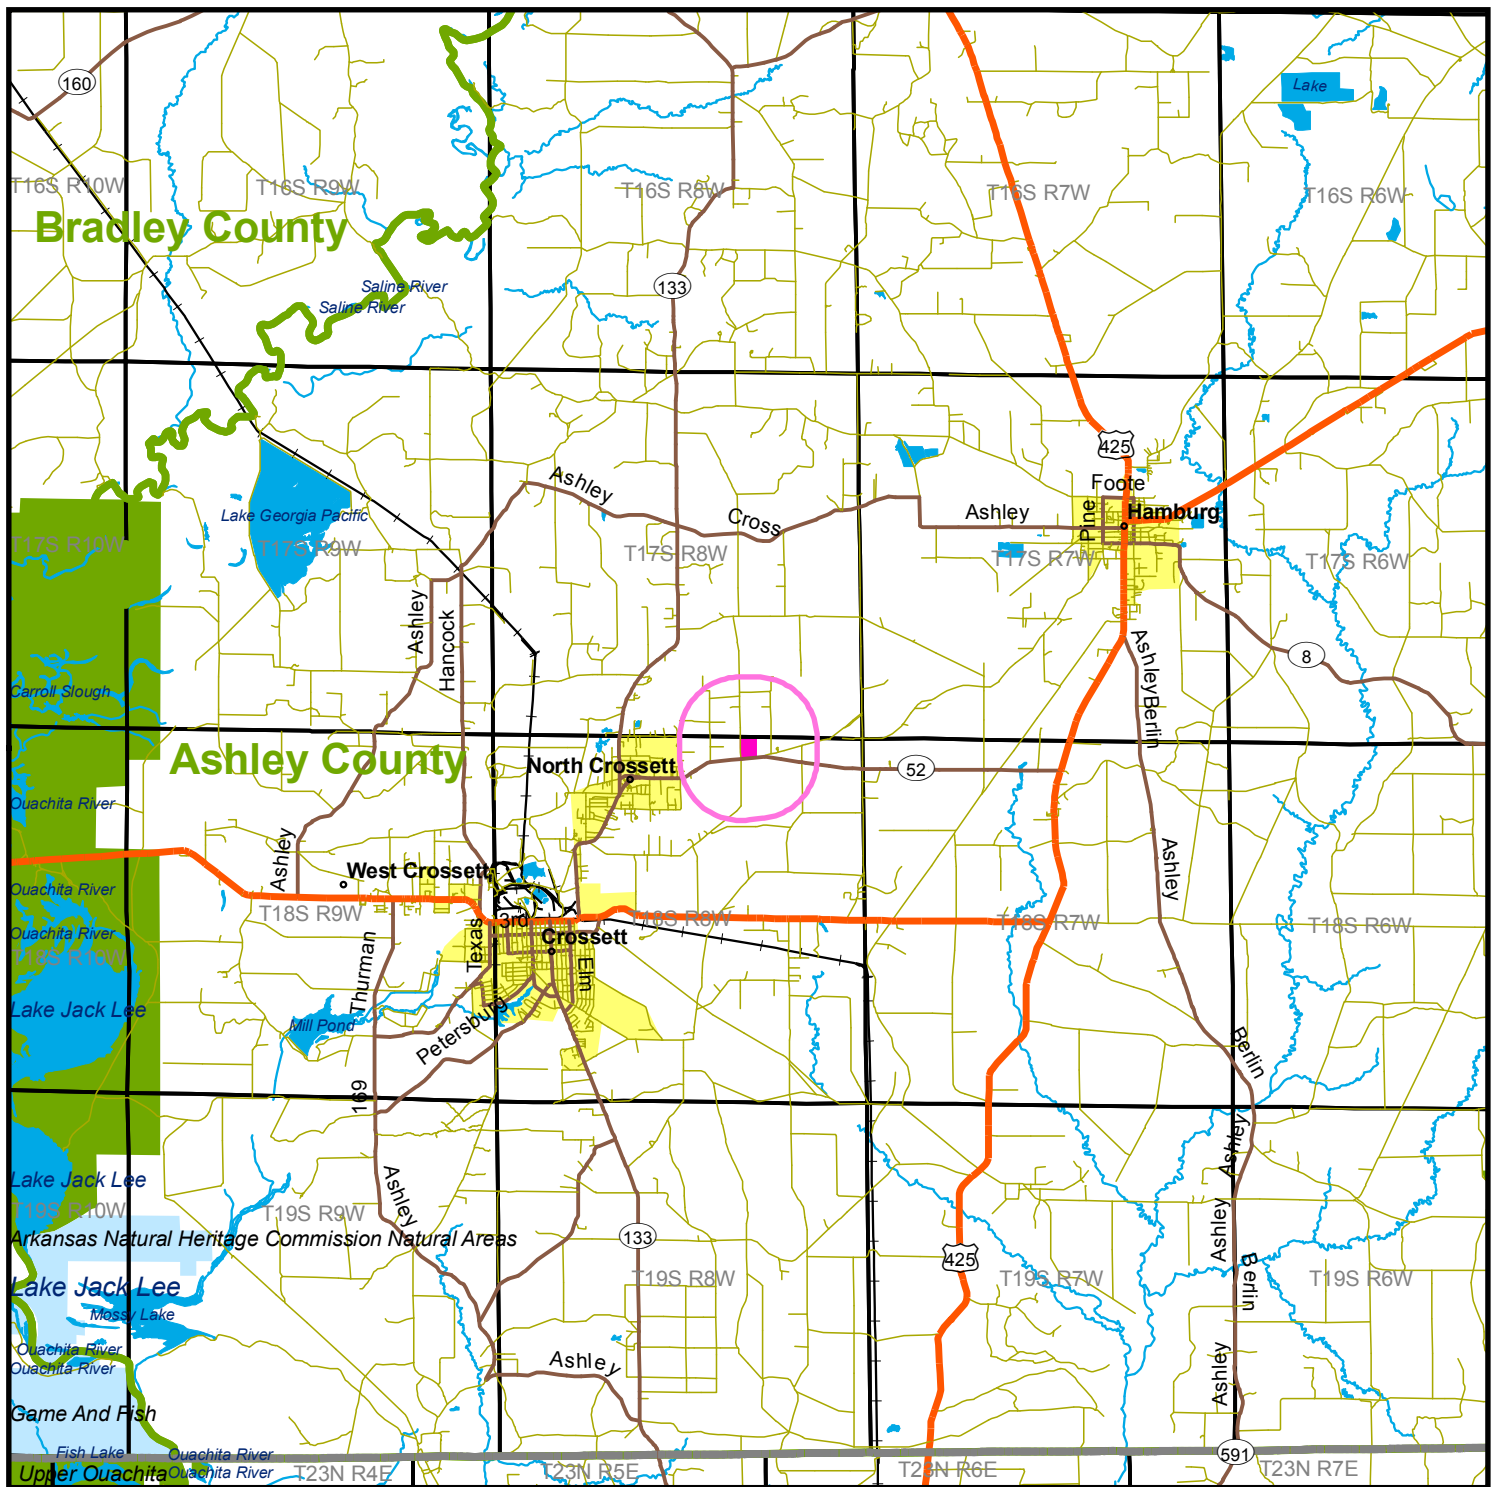 160
Lake
T16S R10W
T16S R9W
T16S R8W
T16S R7W
T16S R6W
Bradley County
Saline River
Saline River
133
425
Foote
Ashley
Cross
Ashley
Pine
Hamburg
Lake Georgia Pacific
T17S R10W
T17S R9W
T17S R8W
T17S R7W
T17S R6W
Ashley
Hancock
Ashley
Berlin
8
Carroll Slough
Ashley County
North Crossett
52
Ouachita River
Ashley
West Crossett
Ashley
Ouachita River
T18S R9W
3rd
T18S R8W
T18S R7W
T18S R6W
Ouachita River
Texas
Crossett
Thurman
Elm
Lake Jack Lee
Mill Pond
Petersburg
Berlin
169
Ashley
Lake Jack Lee
Ashley
T19S R10W
T19S R9W
Ashley
Arkansas Natural Heritage Commission Natural Areas
133
425
T19S R8W
T19S R7W
T19S R6W
Berlin
Lake Jack Lee
Mossy Lake
Ouachita River
Ouachita River
Ashley
Ashley
Game And Fish
Fish Lake
Ouachita River
591
Upper Ouachita
Ouachita River
T23N R4E
T23N R5E
T23N R6E
T23N R7E